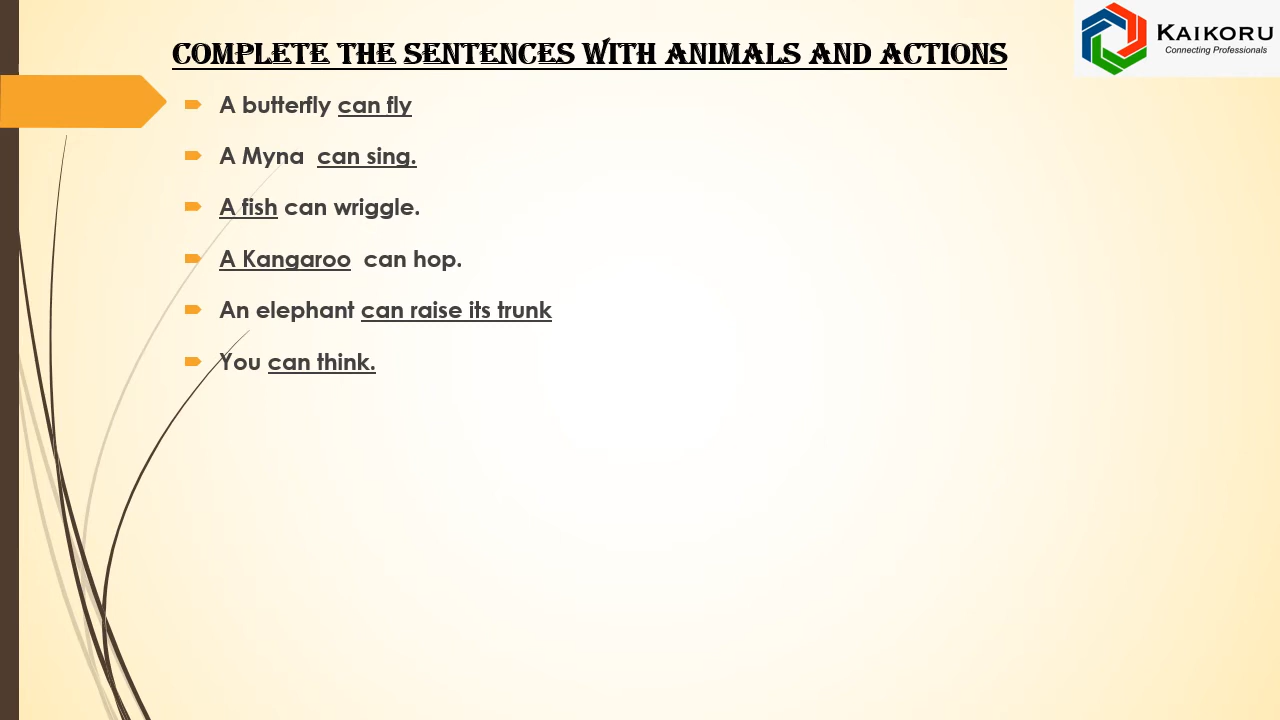 COMPLETE THE SENTENCES WITH ANIMALS AND ACTIONS
KAIKORU
Connecting Professionals
A butterfly can fly
A Myna can sing.
A fish can wriggle.
A Kangaroo can hop.
An elephant can raise its trunk
You can think.